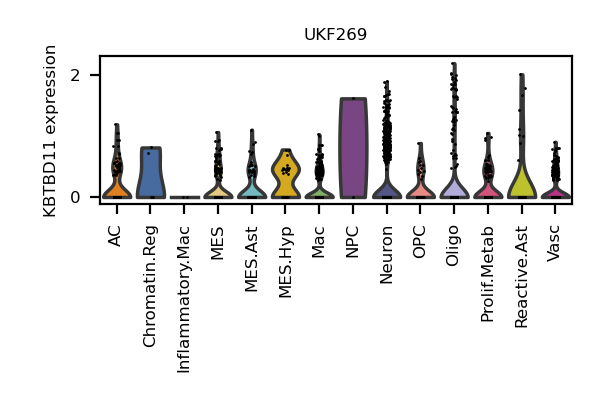 UKF269
KBTBD11 expression
2
0
AC
Chromatin.Reg
Inflammatory.Mac
MES
MES.Ast
MES.Hyp
Mac
NPC
Neuron
OPC
Oligo
Prolif.Metab
Reactive.Ast
Vasc